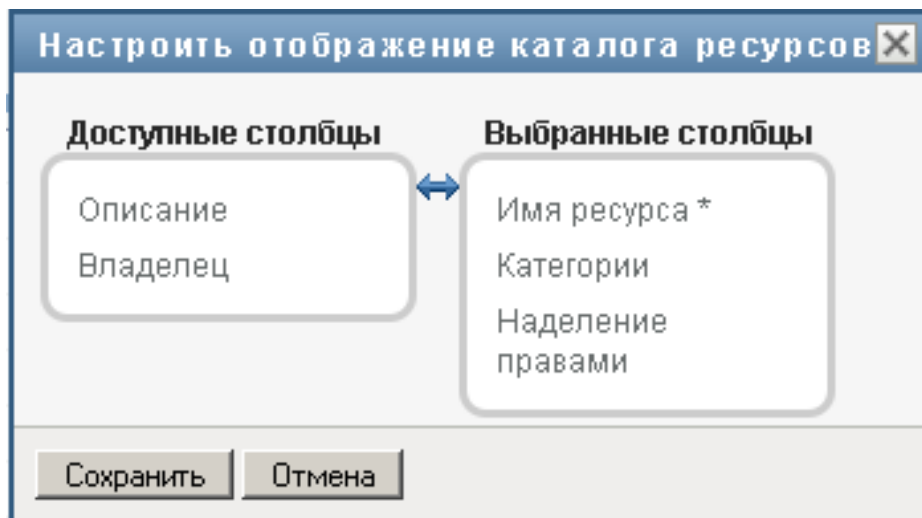 Настроить отображение каталога ресурсов
Доступные столбцы
Выбранные столбцы
Описание
Владелец
Имя ресурса *
Категории
Наделение
правами
Сохранить
Отмена